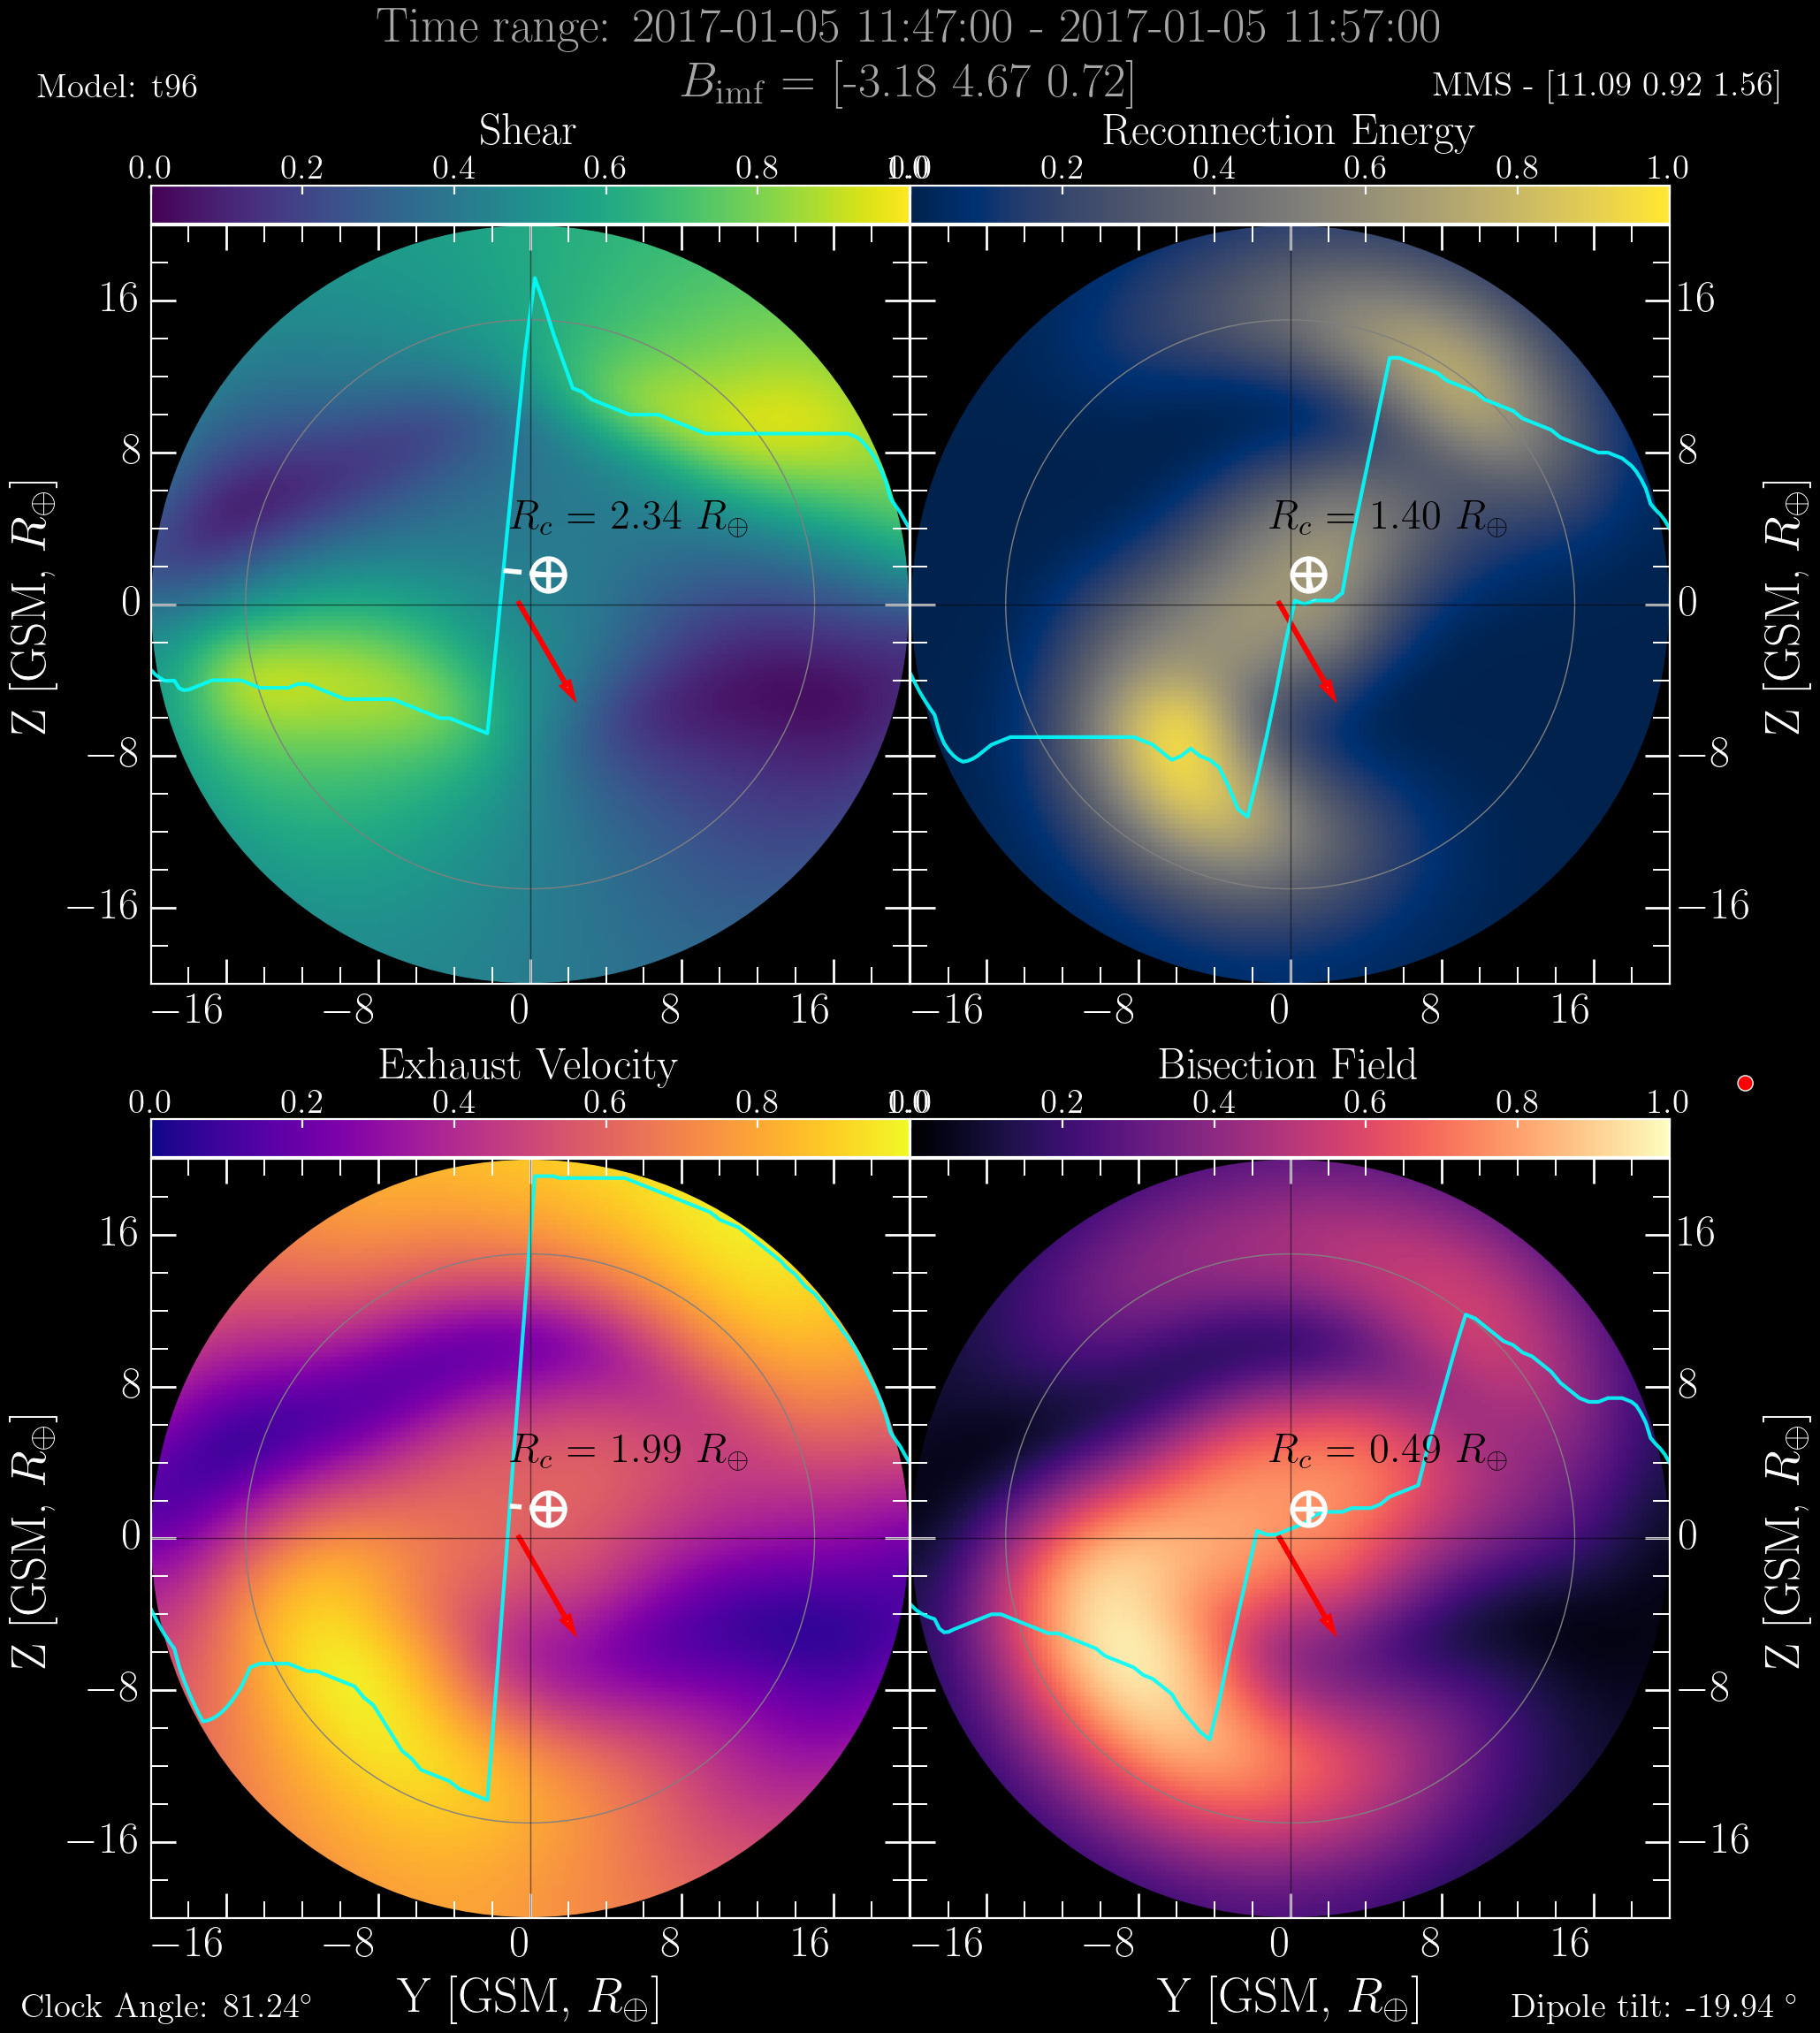 Time range: 2017-01-05 11:47:00 - 2017-01-05 11:57:00
Model: t96
B_imf = [-3.18 4.67 0.72]
MMS - [11.09 0.92 1.56]
Shear
Reconnection Energy
0.0 0.2 0.4 0.6 0.8 1.0
0.2 0.4 0.6 0.8 1.0
16
8
0
−8
−16
Z [GSM, R⊕]
R_c = 2.34 R⊕
R_c = 1.40 R⊕
16
8
0
−8
−16
Z [GSM, R⊕]
−16 −8 0 8 16
−16 −8 0 8 16
Exhaust Velocity
Bisection Field
0.0 0.2 0.4 0.6 0.8 1.0
0.2 0.4 0.6 0.8 1.0
16
8
0
−8
−16
Z [GSM, R⊕]
R_c = 1.99 R⊕
R_c = 0.49 R⊕
16
8
0
−8
−16
Z [GSM, R⊕]
−16 −8 0 8 16
−16 −8 0 8 16
Y [GSM, R⊕]
Y [GSM, R⊕]
Clock Angle: 81.24°
Dipole tilt: -19.94 °